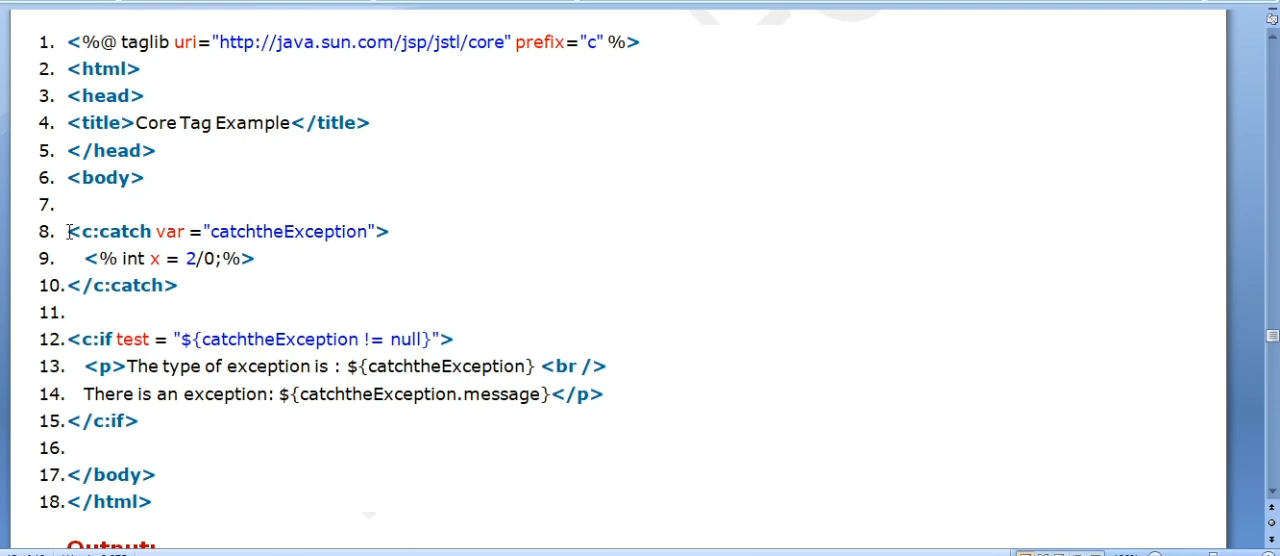 1. <%@ taglib uri="http://java.sun.com/jsp/jstl/core" prefix="c" %>
2. <html>
3. <head>
4. <title>Core Tag Example</title>
5. </head>
6. <body>
7.
8. <c:catch var ="catchtheException">
9. <% int x = 2/0;%>
10.</c:catch>
11.
12.<c:if test = "${catchtheException != null}">
13. <p>The type of exception is : ${catchtheException} <br />
14. There is an exception: ${catchtheException.message}</p>
15.</c:if>
16.
17.</body>
18.</html>
Output: